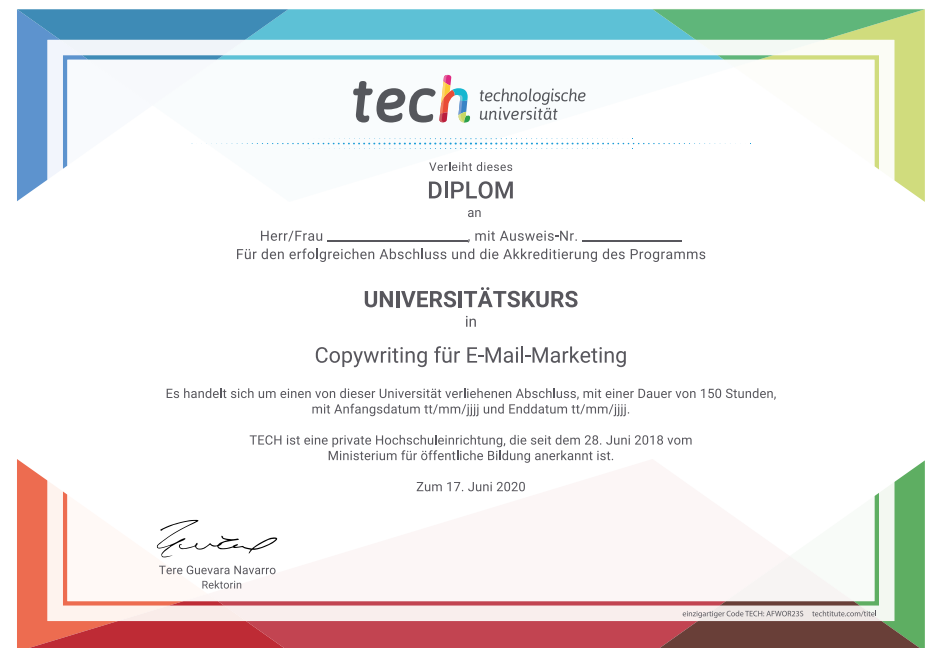 tech technologische
universität
Verleiht dieses
DIPLOM
an
Herr/Frau ____________________, mit Ausweis-Nr. ______________
Für den erfolgreichen Abschluss und die Akkreditierung des Programms
UNIVERSITÄTSKURS
in
Copywriting für E-Mail-Marketing
Es handelt sich um einen von dieser Universität verliehenen Abschluss, mit einer Dauer von 150 Stunden,
mit Anfangsdatum tt/mm/jjjj und Enddatum tt/mm/jjjj.
TECH ist eine private Hochschuleinrichtung, die seit dem 28. Juni 2018 vom
Ministerium für öffentliche Bildung anerkannt ist.
Zum 17. Juni 2020
Tere Guevara Navarro
Rektorin
einzigartiger Code TECH: AFWOR23S techtitute.com/titel